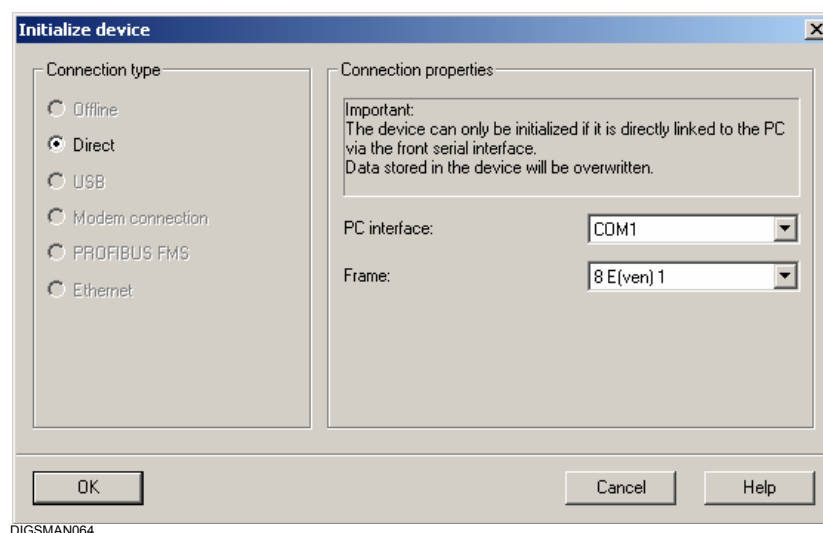 Initialize device
Connection type
Offline
Direct
USB
Modem connection
PROFIBUS FMS
Ethernet
Connection properties
Important:
The device can only be initialized if it is directly linked to the PC
via the front serial interface.
Data stored in the device will be overwritten.
PC interface:
COM1
Frame:
8 E(ven) 1
OK
Cancel
Help
DIGSMAN064